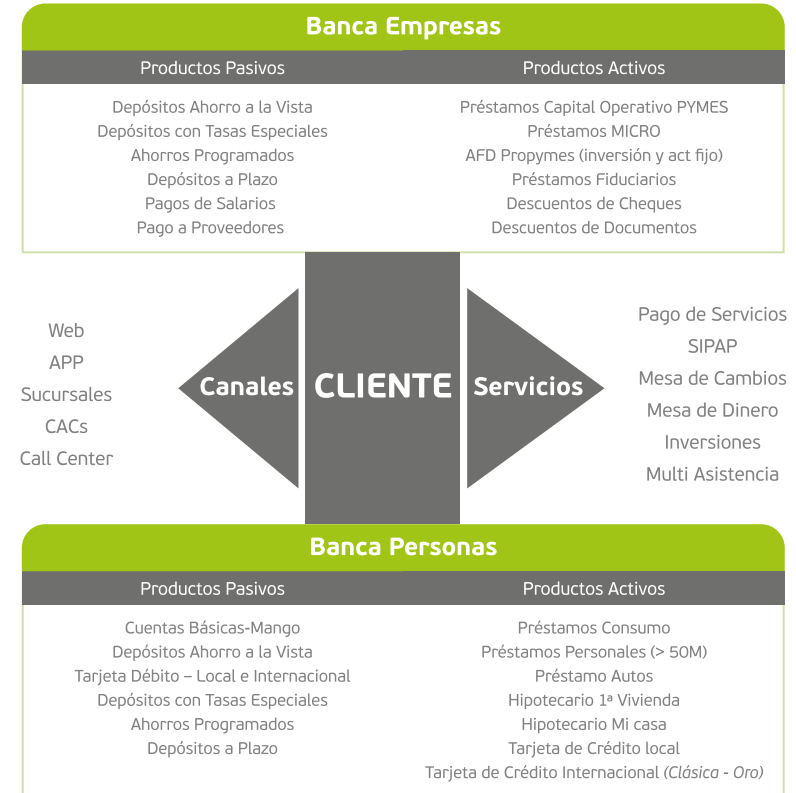 Banca Empresas
Productos Pasivos
Productos Activos
Depósitos Ahorro a la Vista
Depósitos con Tasas Especiales
Ahorros Programados
Depósitos a Plazo
Pagos de Salarios
Pago a Proveedores
Préstamos Capital Operativo PYMES
Préstamos MICRO
AFD Propymes (inversión y act fijo)
Préstamos Fiduciarios
Descuentos de Cheques
Descuentos de Documentos
Web
APP
Sucursales
CACs
Call Center
Canales
CLIENTE
Servicios
Pago de Servicios
SIPAP
Mesa de Cambios
Mesa de Dinero
Inversiones
Multi Asistencia
Banca Personas
Productos Pasivos
Productos Activos
Cuentas Básicas-Mango
Depósitos Ahorro a la Vista
Tarjeta Débito – Local e Internacional
Depósitos con Tasas Especiales
Ahorros Programados
Depósitos a Plazo
Préstamos Consumo
Préstamos Personales (> 50M)
Préstamo Autos
Hipotecario 1ª Vivienda
Hipotecario Mi casa
Tarjeta de Crédito local
Tarjeta de Crédito Internacional (Clásica - Oro)